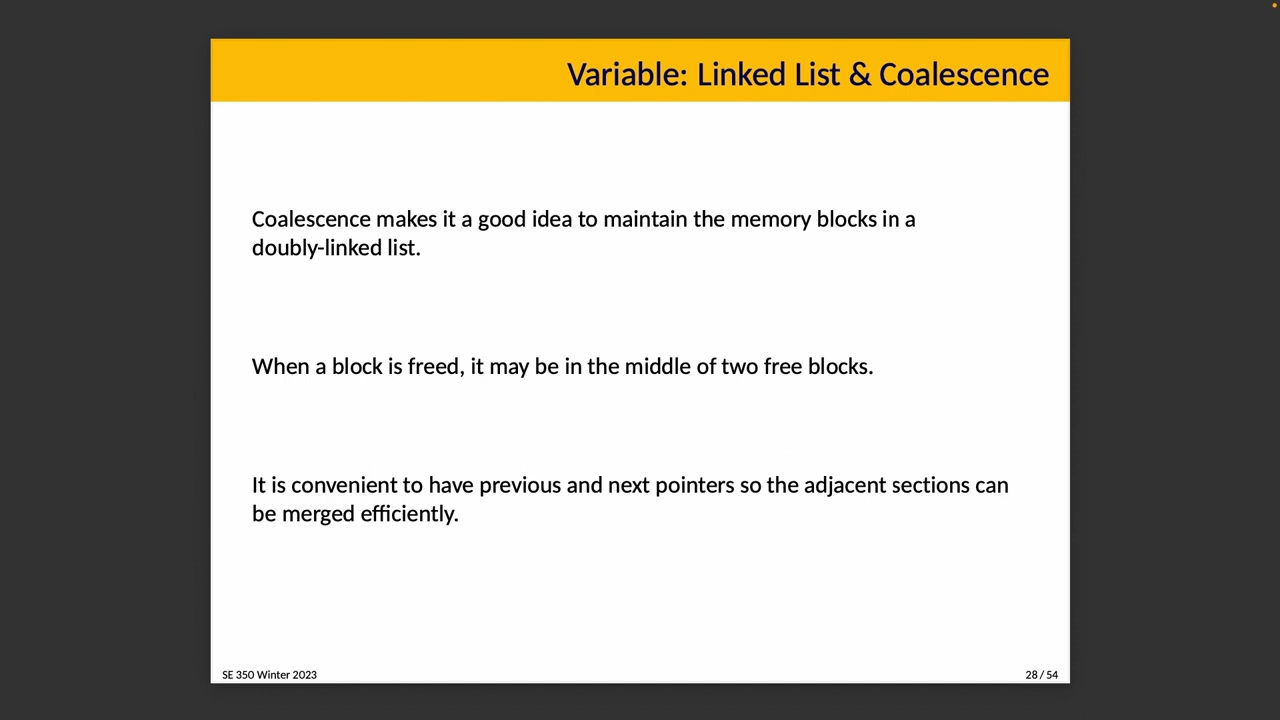 Variable: Linked List & Coalescence
Coalescence makes it a good idea to maintain the memory blocks in a
doubly-linked list.
When a block is freed, it may be in the middle of two free blocks.
It is convenient to have previous and next pointers so the adjacent sections can
be merged efficiently.
SE 350 Winter 2023
28 / 54